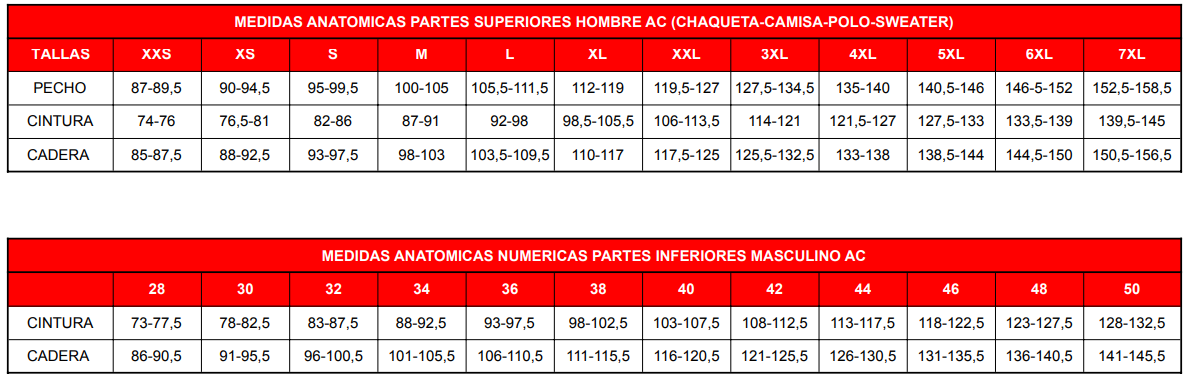 MEDIDAS ANATOMICAS PARTES SUPERIORES HOMBRE AC (CHAQUETA-CAMISA-POLO-SWEATER)
TALLAS XXS XS S M L XL XXL 3XL 4XL 5XL 6XL 7XL
PECHO 87-89,5 90-94,5 95-99,5 100-105 105,5-111,5 112-119 119,5-127 127,5-134,5 135-140 140,5-146 146-5-152 152,5-158,5
CINTURA 74-76 76,5-81 82-86 87-91 92-98 98,5-105,5 106-113,5 114-121 121,5-127 127,5-133 133,5-139 139,5-145
CADERA 85-87,5 88-92,5 93-97,5 98-103 103,5-109,5 110-117 117,5-125 125,5-132,5 133-138 138,5-144 144,5-150 150,5-156,5
MEDIDAS ANATOMICAS NUMERICAS PARTES INFERIORES MASCULINO AC
28 30 32 34 36 38 40 42 44 46 48 50
CINTURA 73-77,5 78-82,5 83-87,5 88-92,5 93-97,5 98-102,5 103-107,5 108-112,5 113-117,5 118-122,5 123-127,5 128-132,5
CADERA 86-90,5 91-95,5 96-100,5 101-105,5 106-110,5 111-115,5 116-120,5 121-125,5 126-130,5 131-135,5 136-140,5 141-145,5